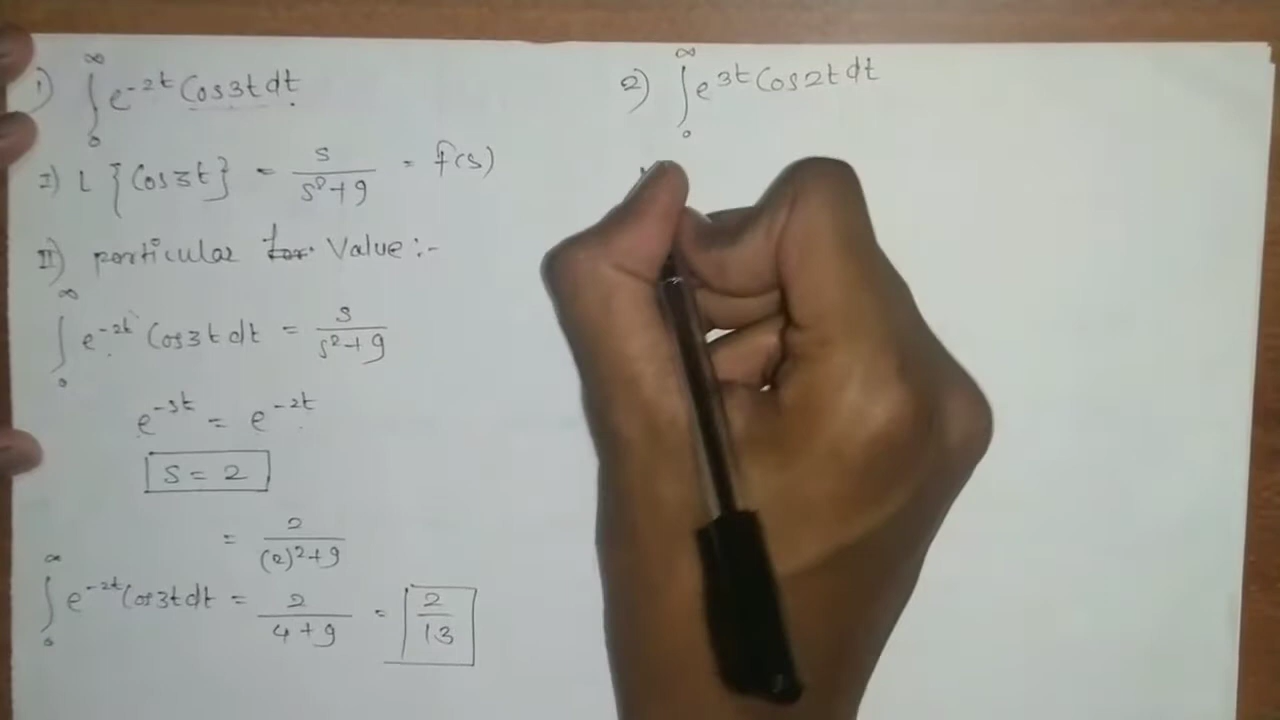 1) ∫₀^∞ e^-2t Cos3t dt
I) L {Cos3t} = s/(s²+9) = f(s)
II) particular Value :-
∫₀^∞ e^-2t Cos3t dt = s/(s²+9)
e^-st = e^-2t
s = 2
= 2/((2)²+9)
∫₀^∞ e^-2t Cos3t dt = 2/(4+9) = 2/13
2) ∫₀^∞ e^3t Cos2t dt